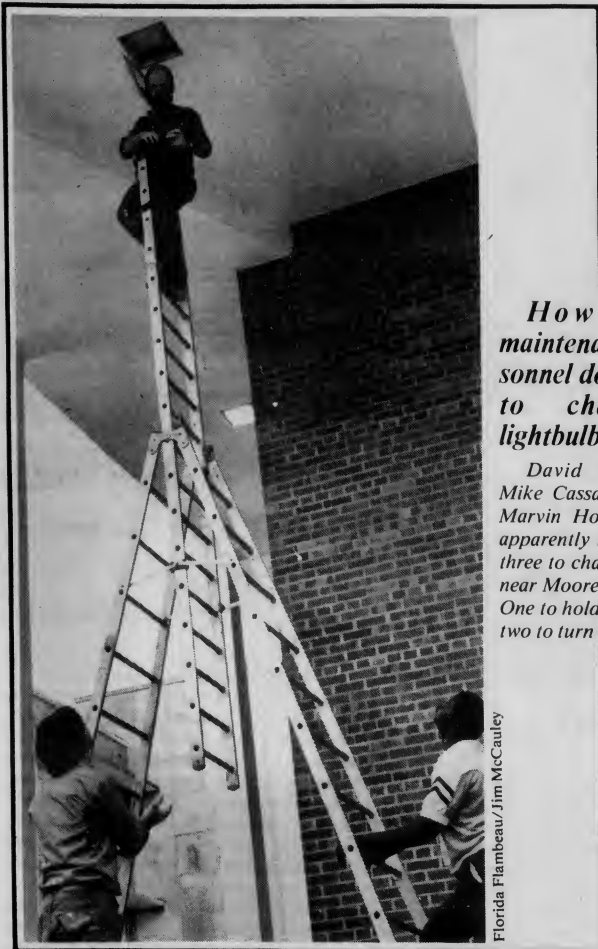 How
maintena
sonnel de
to ch
lightbulb
David
Mike Cassa
Marvin Ho
apparently
three to cha
near Moore
One to hold
two to turn
Florida Flambeau/Jim McCauley